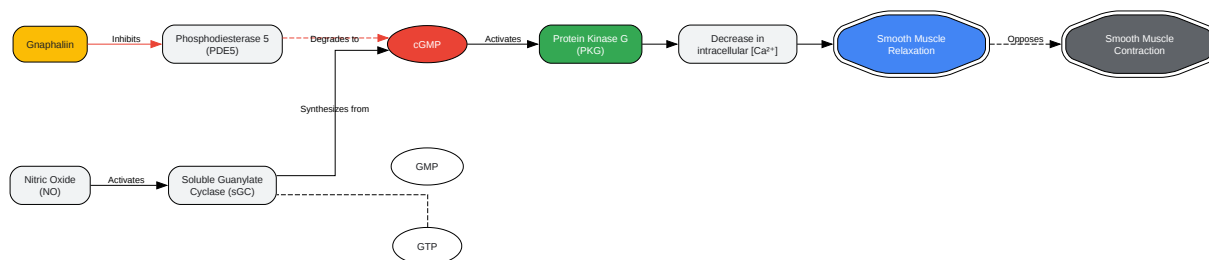 Gnaphaliin
Inhibits
Phosphodiesterase 5
(PDE5)
Degrades to
cGMP
Activates
Protein Kinase G
(PKG)
Decrease in
intracellular [Ca²⁺]
Smooth Muscle
Relaxation
Opposes
Smooth Muscle
Contraction
Synthesizes from
Nitric Oxide
(NO)
Activates
Soluble Guanylate
Cyclase (sGC)
GMP
GTP